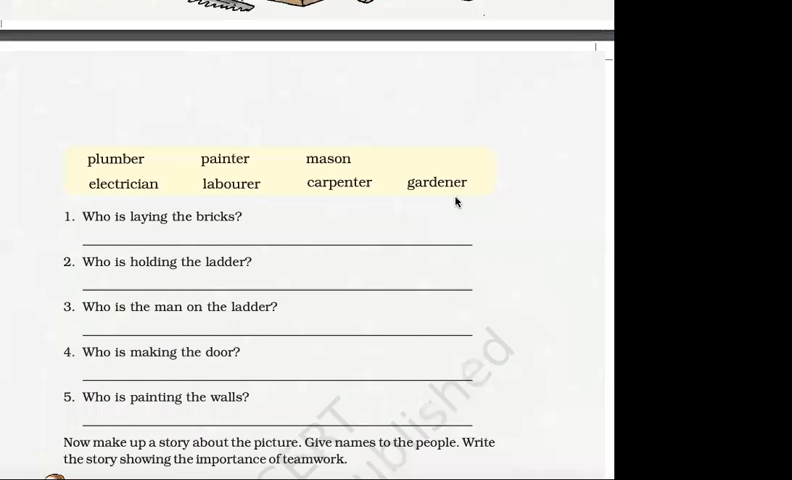 plumber painter mason
electrician labourer carpenter gardener
1. Who is laying the bricks?
2. Who is holding the ladder?
3. Who is the man on the ladder?
4. Who is making the door?
5. Who is painting the walls?
Now make up a story about the picture. Give names to the people. Write
the story showing the importance of teamwork.